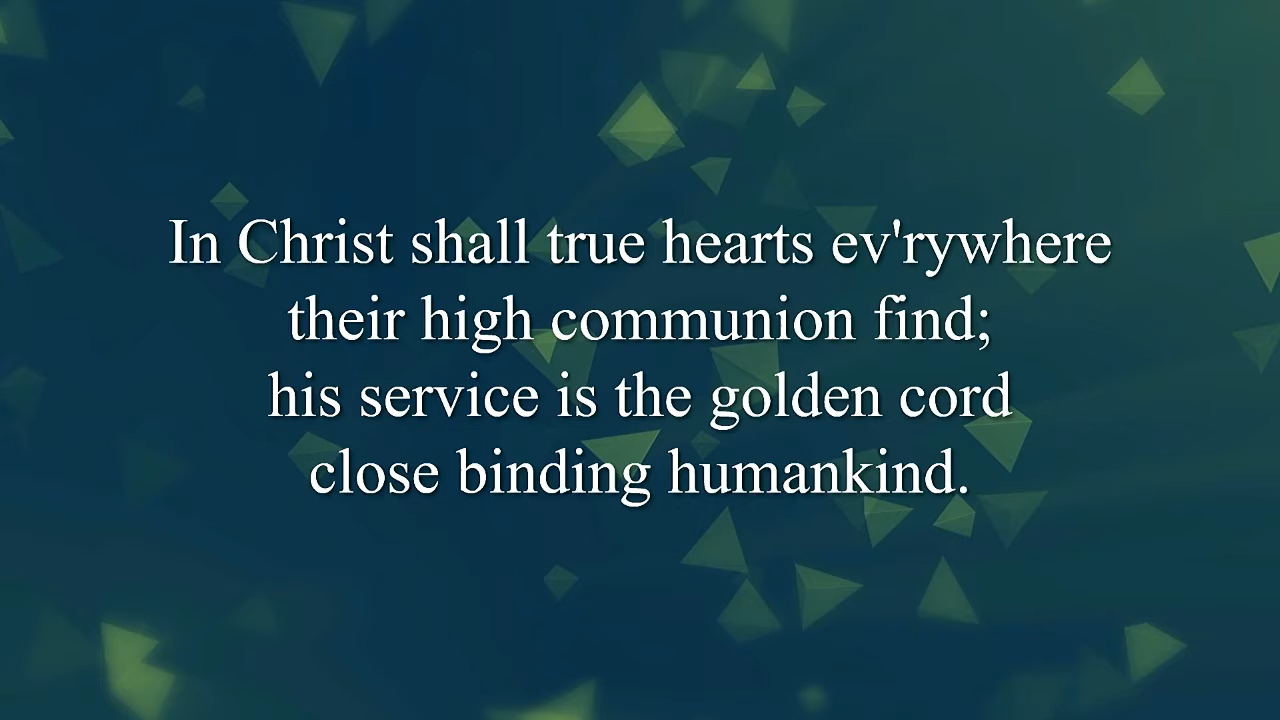 In Christ shall true hearts ev'rywhere
their high communion find;
his service is the golden cord
close binding humankind.